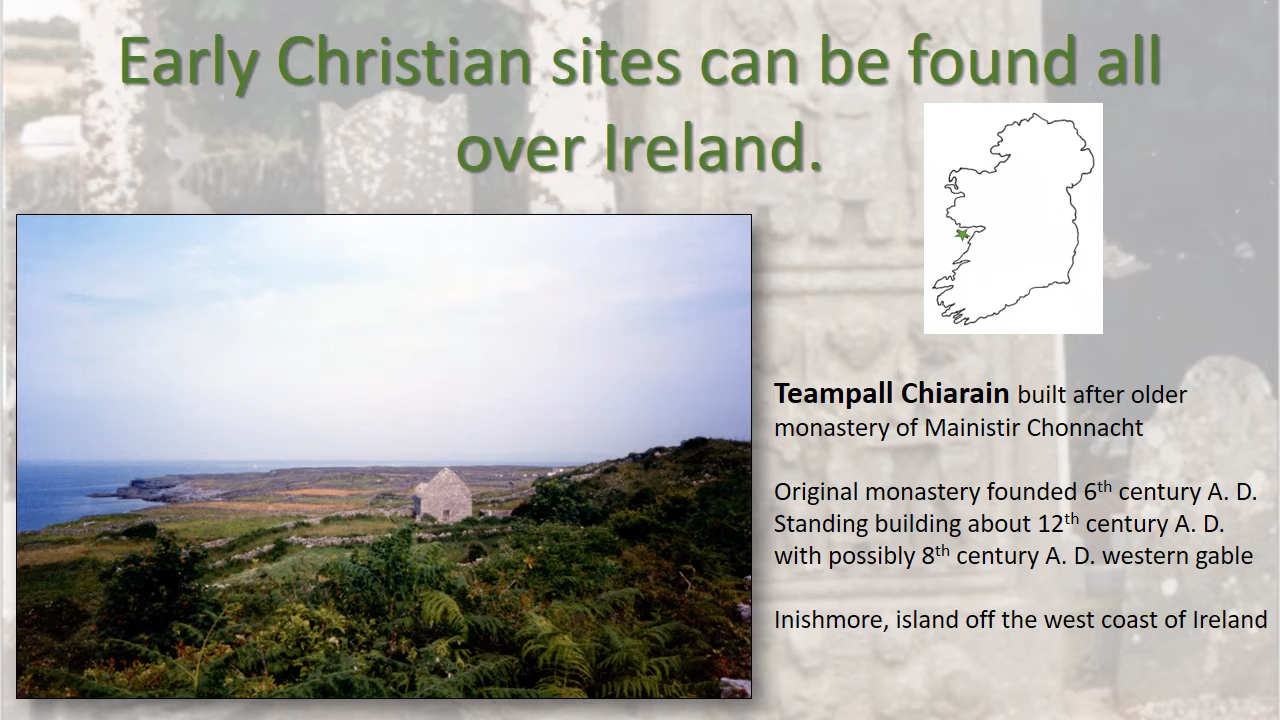 Early Christian sites can be found all
over Ireland.
Teampall Chiarain built after older
monastery of Mainistir Chonnacht
Original monastery founded 6th century A. D.
Standing building about 12th century A. D.
with possibly 8th century A. D. western gable
Inishmore, island off the west coast of Ireland